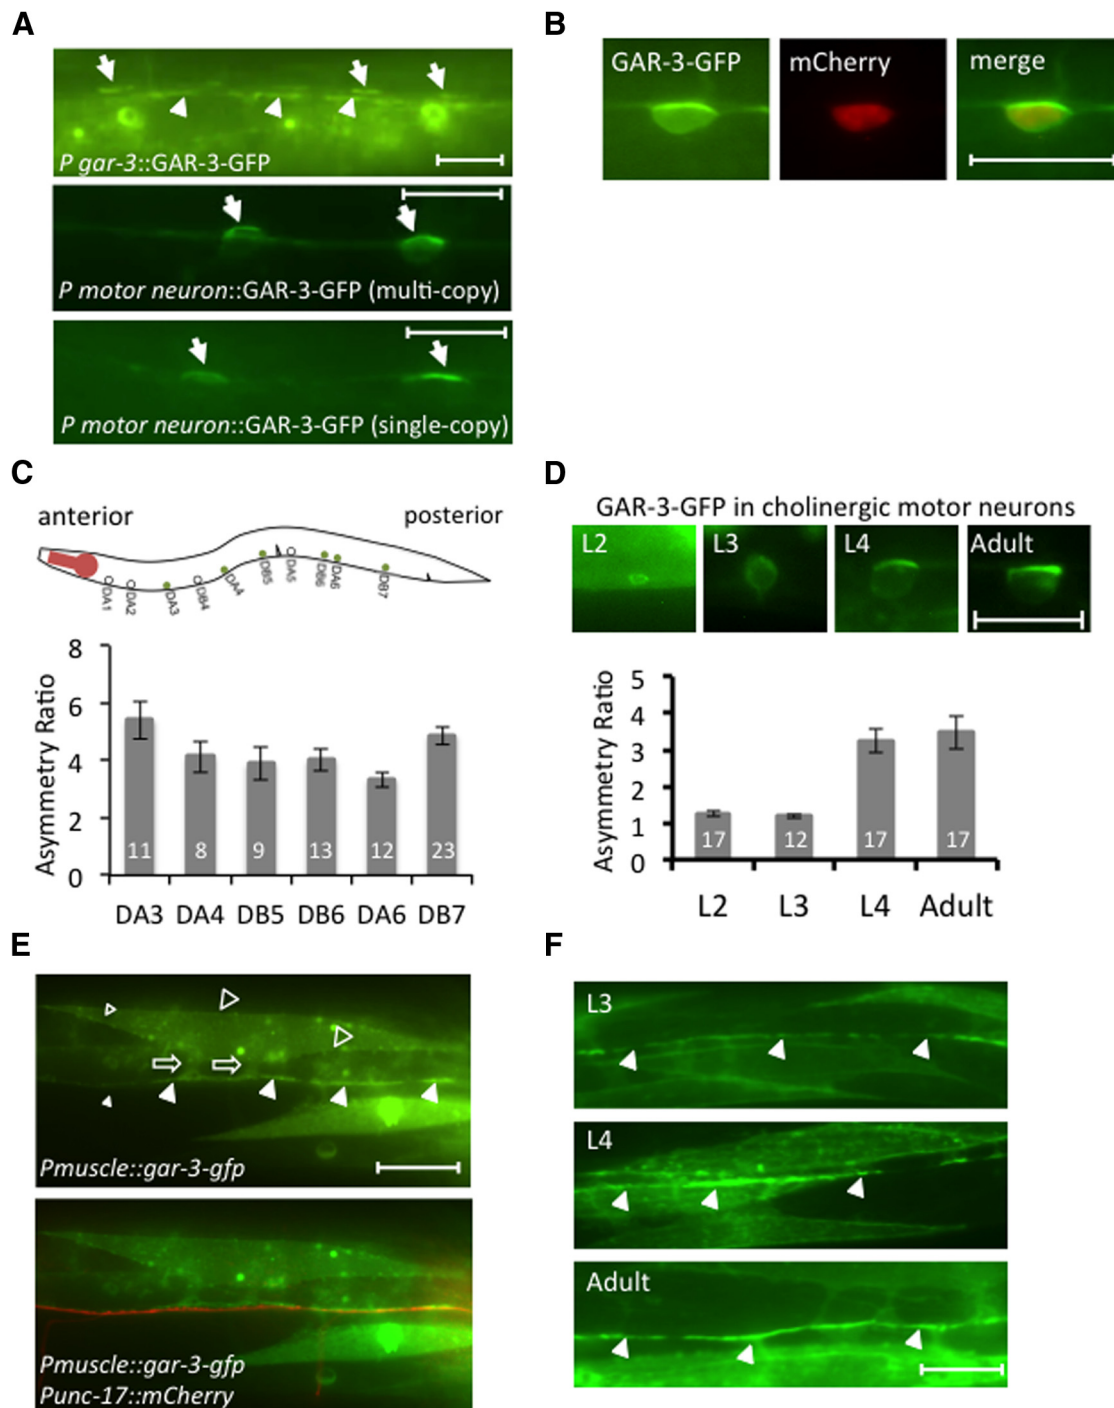 A
P gar-3::GAR-3-GFP
P motor neuron::GAR-3-GFP (multi-copy)
P motor neuron::GAR-3-GFP (single-copy)
B
GAR-3-GFP
mCherry
merge
C
anterior
posterior
DA1
DA2
DA3
DB4
DA4
DB5
DA5
DB6
DA6
DB7
Asymmetry Ratio
8
6
4
2
0
11
8
9
13
12
23
DA3 DA4 DB5 DB6 DA6 DB7
D
GAR-3-GFP in cholinergic motor neurons
L2
L3
L4
Adult
Asymmetry Ratio
5
4
3
2
1
0
17
12
17
17
L2 L3 L4 Adult
E
Pmuscle::gar-3-gfp
Pmuscle::gar-3-gfp
Punc-17::mCherry
F
L3
L4
Adult